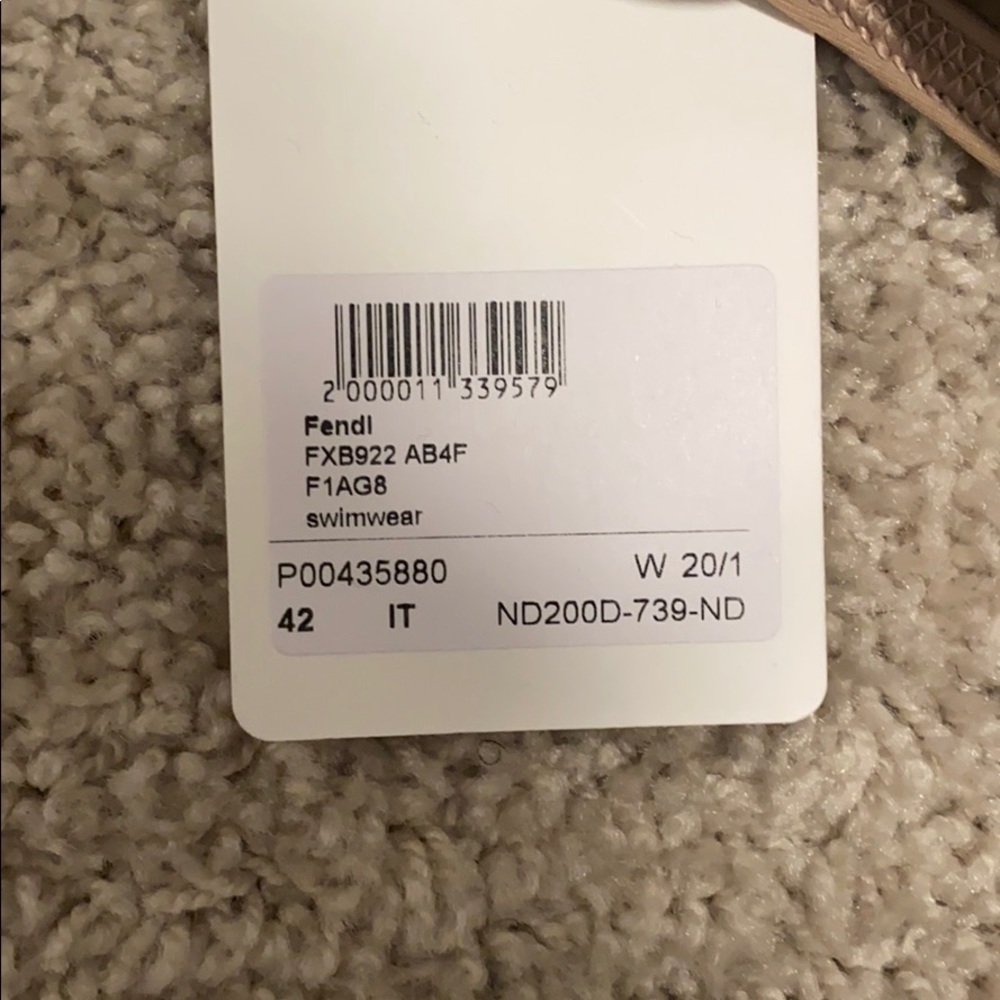 2 000011 339579
Fendi
FXB922 AB4F
F1AG8
swimwear
P00435880 W 20/1
42 IT ND200D-739-ND